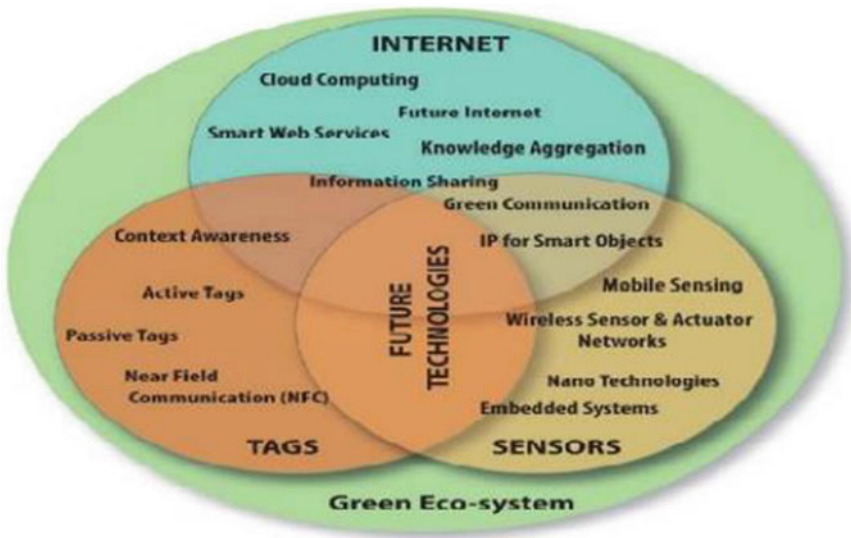 INTERNET
Cloud Computing
Future Internet
Smart Web Services
Knowledge Aggregation
Information Sharing
Green Communication
Context Awareness
IP for Smart Objects
FUTURE
TECHNOLOGIES
Active Tags
Mobile Sensing
Passive Tags
Wireless Sensor & Actuator
Networks
Near Field
Communication (NFC)
Nano Technologies
Embedded Systems
TAGS
SENSORS
Green Eco-system